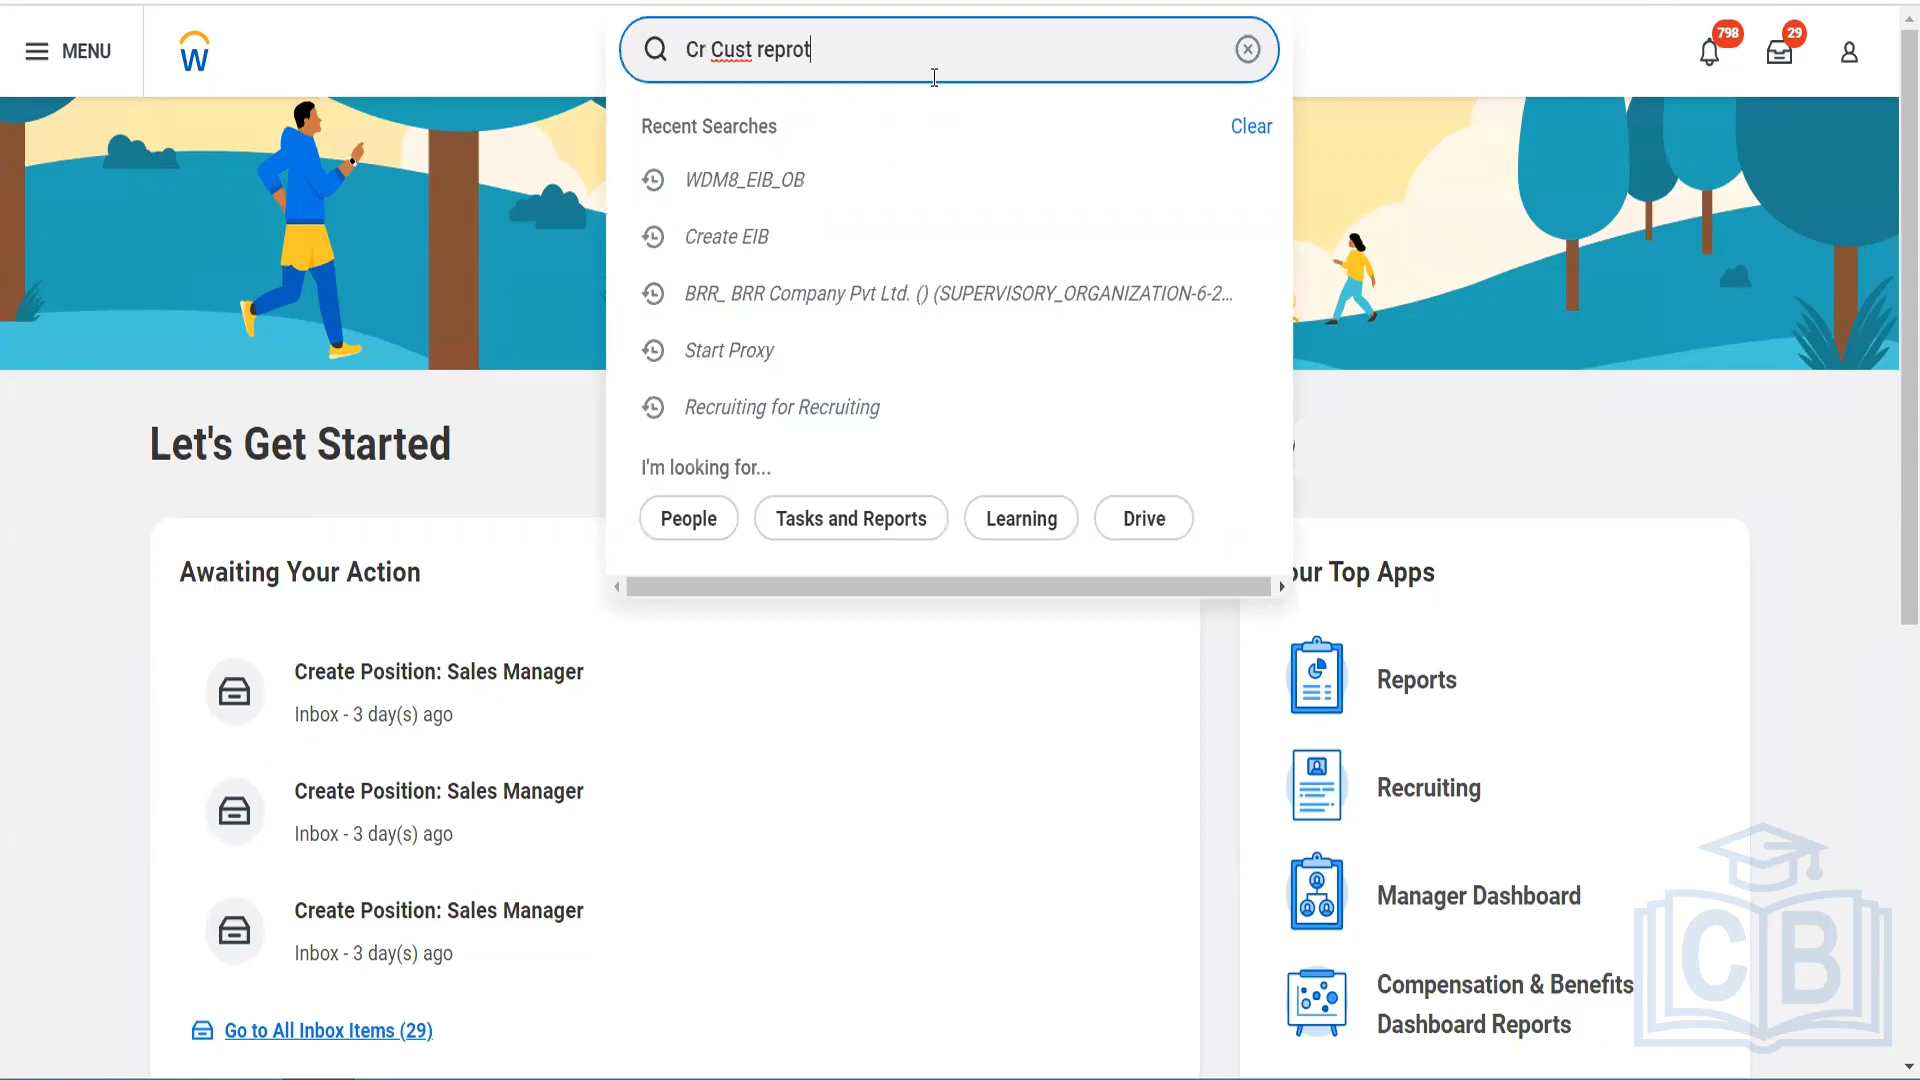 MENU
W
Cr Cust reprot
798
29
Recent Searches
Clear
WDM8_EIB_OB
Create EIB
BRR_ BRR Company Pvt Ltd. () (SUPERVISORY_ORGANIZATION-6-2...
Start Proxy
Recruiting for Recruiting
I'm looking for...
People
Tasks and Reports
Learning
Drive
Let's Get Started
Awaiting Your Action
Create Position: Sales Manager
Inbox - 3 day(s) ago
Create Position: Sales Manager
Inbox - 3 day(s) ago
Create Position: Sales Manager
Inbox - 3 day(s) ago
Go to All Inbox Items (29)
our Top Apps
Reports
Recruiting
Manager Dashboard
Compensation & Benefits
Dashboard Reports
CB